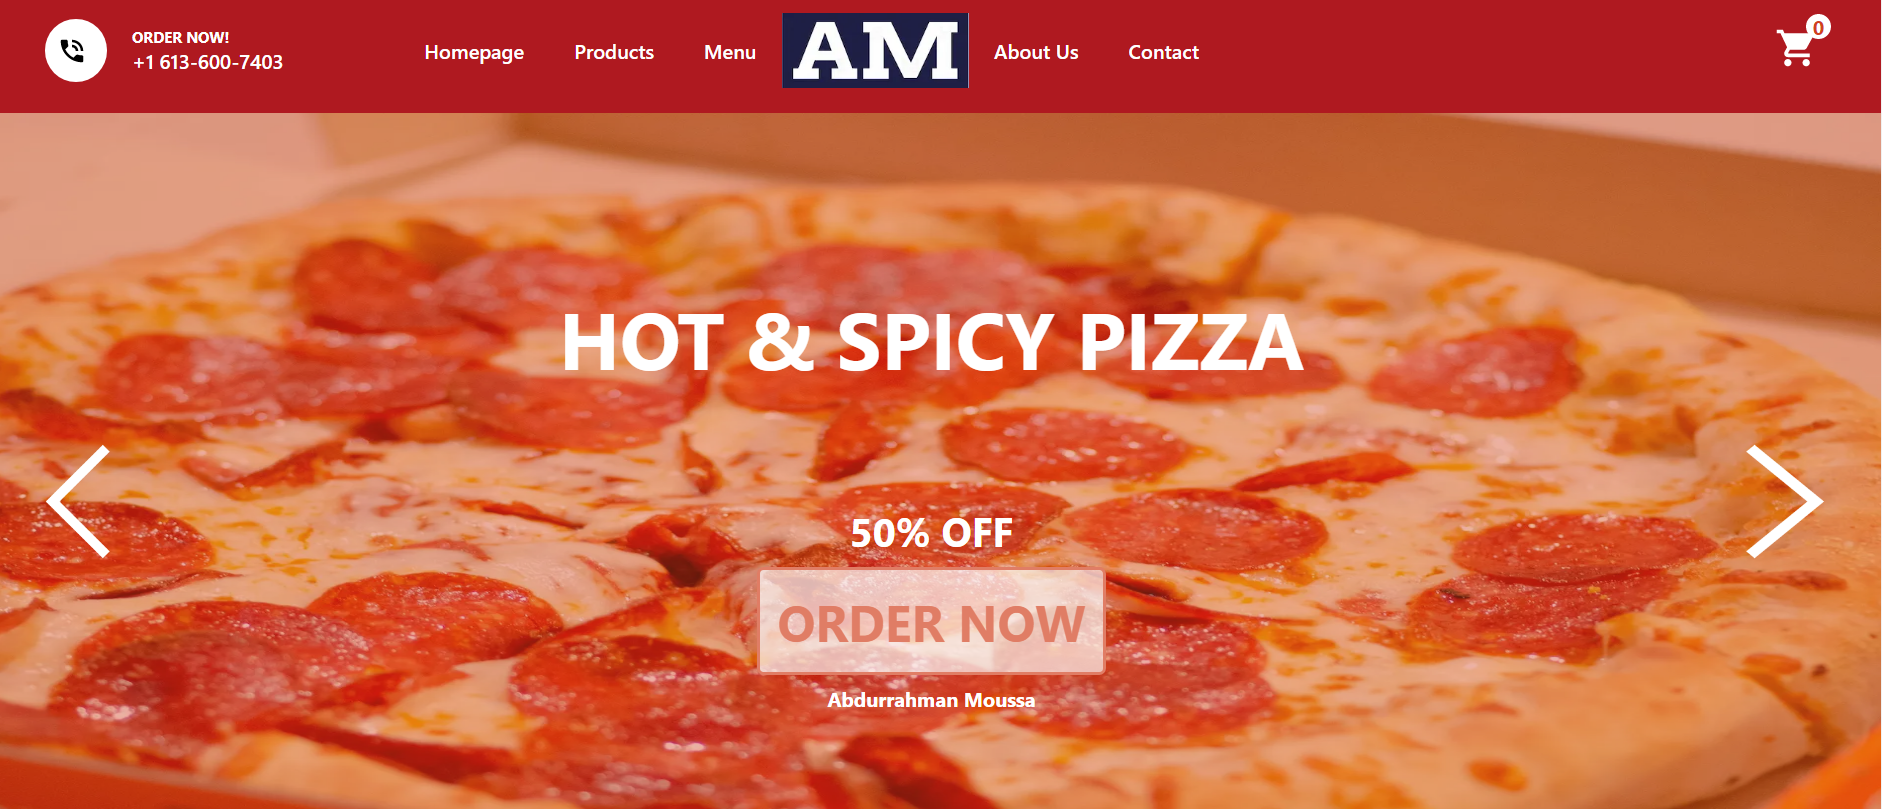 ORDER NOW!
+1 613-600-7403
Homepage
Products
Menu
AM
About Us
Contact
0
HOT & SPICY PIZZA
50% OFF
ORDER NOW
Abdurrahman Moussa